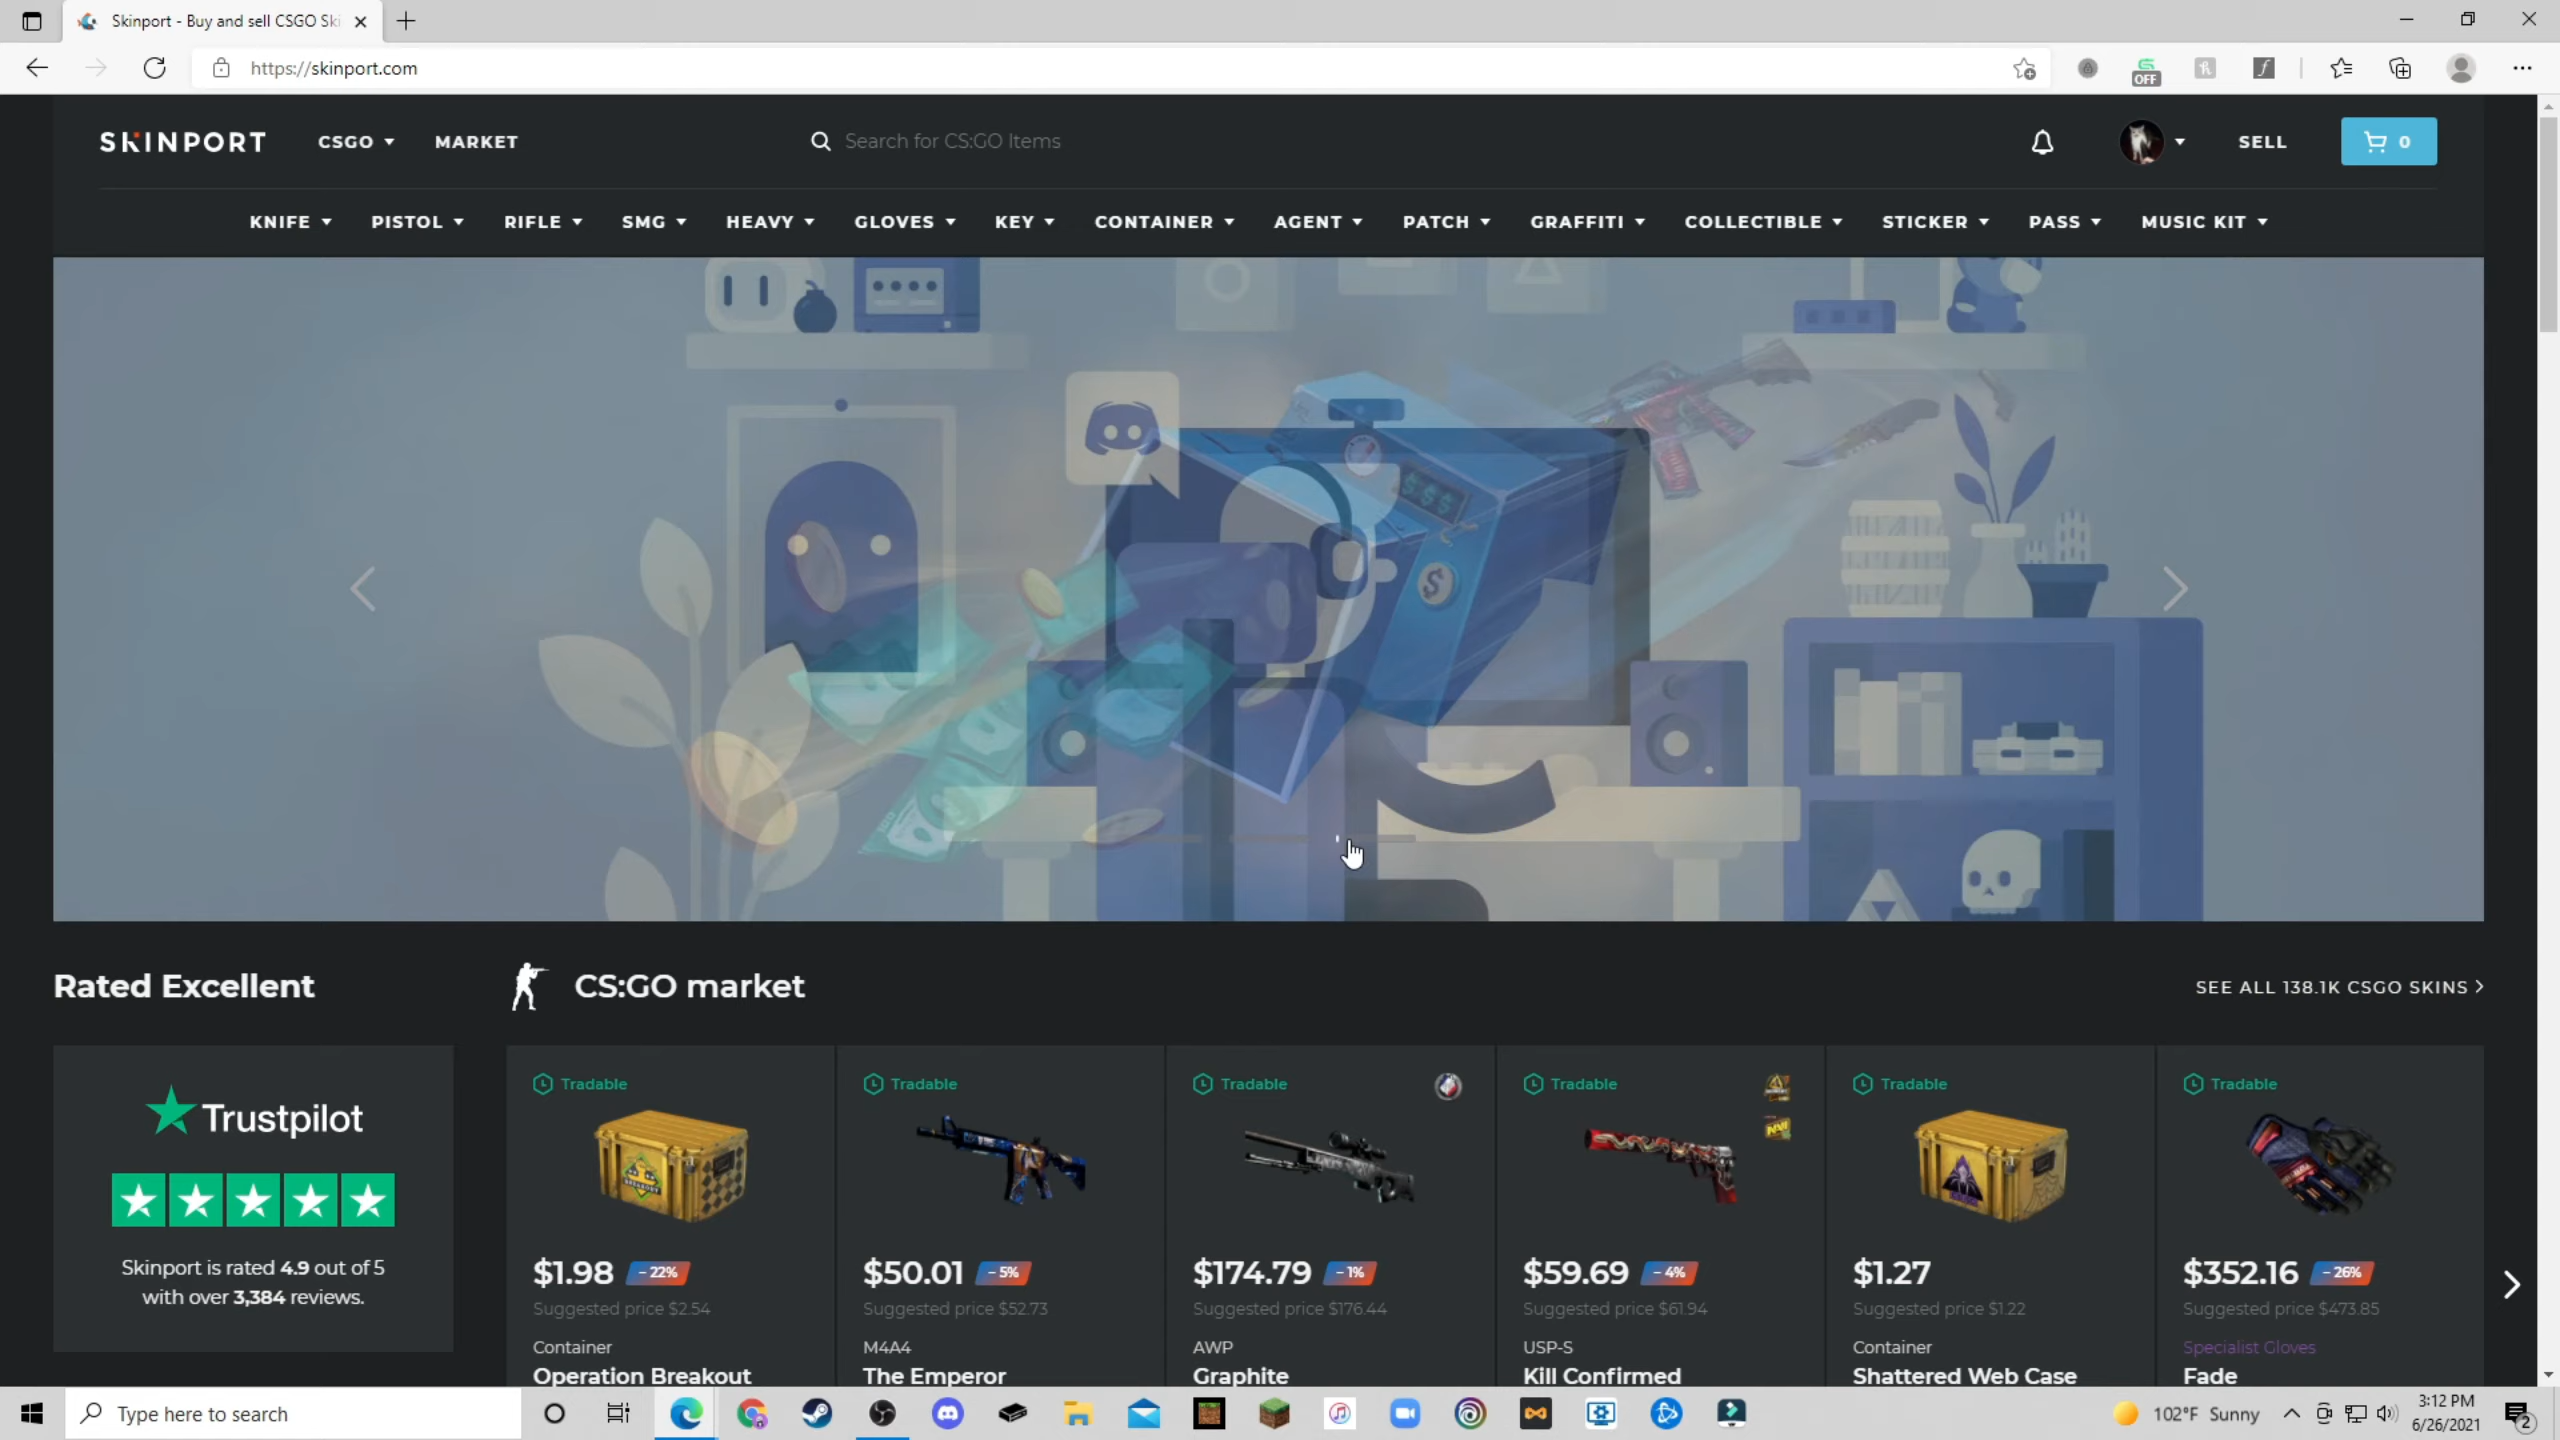 Skinport - Buy and sell CSGO Ski
https://skinport.com
OFF
SKINPORT
CSGO
MARKET
Search for CS:GO Items
SELL
0
KNIFE
PISTOL
RIFLE
SMG
HEAVY
GLOVES
KEY
CONTAINER
AGENT
PATCH
GRAFFITI
COLLECTIBLE
STICKER
PASS
MUSIC KIT
$$$
$
Rated Excellent
CS:GO market
SEE ALL 138.1K CSGO SKINS
Trustpilot
Skinport is rated 4.9 out of 5
with over 3,384 reviews.
Tradable
BREAKOUT
$1.98
– 22%
Suggested price $2.54
Container
Operation Breakout
Tradable
$50.01
– 5%
Suggested price $52.73
M4A4
The Emperor
Tradable
$174.79
– 1%
Suggested price $176.44
AWP
Graphite
Tradable
$59.69
– 4%
Suggested price $61.94
USP-S
Kill Confirmed
Tradable
$1.27
Suggested price $1.22
Container
Shattered Web Case
Tradable
$352.16
– 26%
Suggested price $473.85
Specialist Gloves
Fade
Type here to search
102°F Sunny
3:12 PM
6/26/2021
2